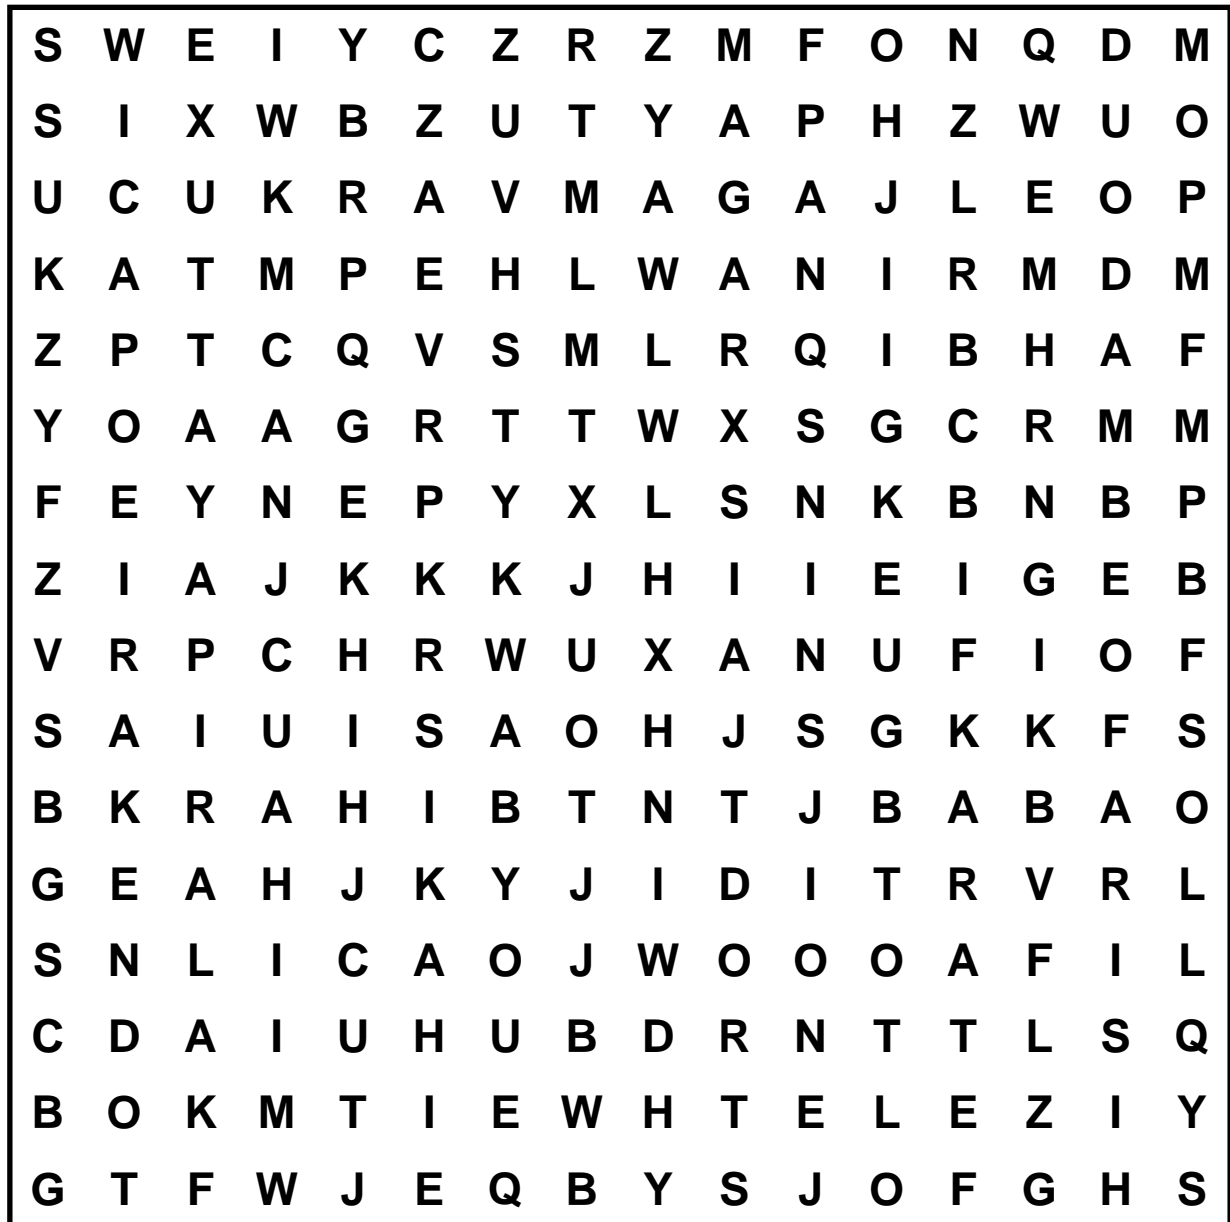 S W E I Y C Z R Z M F O N Q D M
S I X W B Z U T Y A P H Z W U O
U C U K R A V M A G A J L E O P
K A T M P E H L W A N I R M D M
Z P T C Q V S M L R Q I B H A F
Y O A A G R T T W X S G C R M M
F E Y N E P Y X L S N K B N B P
Z I A J K K K J H I I E I G E B
V R P C H R W U X A N U F I O F
S A I U I S A O H J S G K K F S
B K R A H I B T N T J B A B A O
G E A H J K Y J I D I T R V R L
S N L I C A O J W O O O A F I L
C D A I U H U B D R N T T L S Q
B O K M T I E W H T E L E Z I Y
G T F W J E Q B Y S J O F G H S